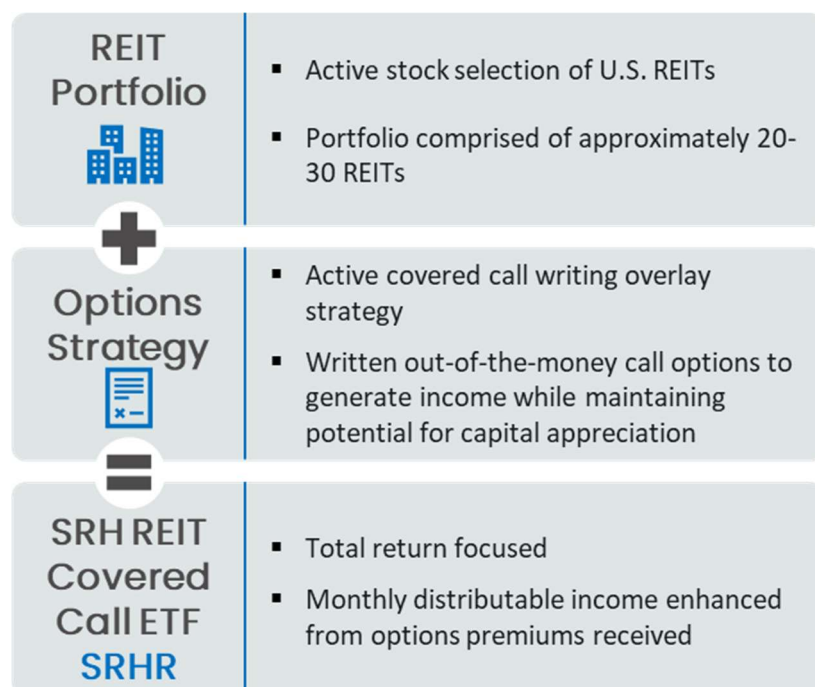 REIT
Portfolio
▪ Active stock selection of U.S. REITs
▪ Portfolio comprised of approximately 20-
30 REITs
Options
Strategy
▪ Active covered call writing overlay
strategy
▪ Written out-of-the-money call options to
generate income while maintaining
potential for capital appreciation
SRH REIT
Covered
Call ETF
SRHR
▪ Total return focused
▪ Monthly distributable income enhanced
from options premiums received